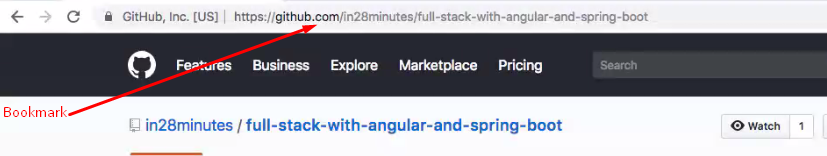 GitHub, Inc. [US] | https://github.com/in28minutes/full-stack-with-angular-and-spring-boot
Features Business Explore Marketplace Pricing Search
Bookmark
in28minutes / full-stack-with-angular-and-spring-boot Watch 1